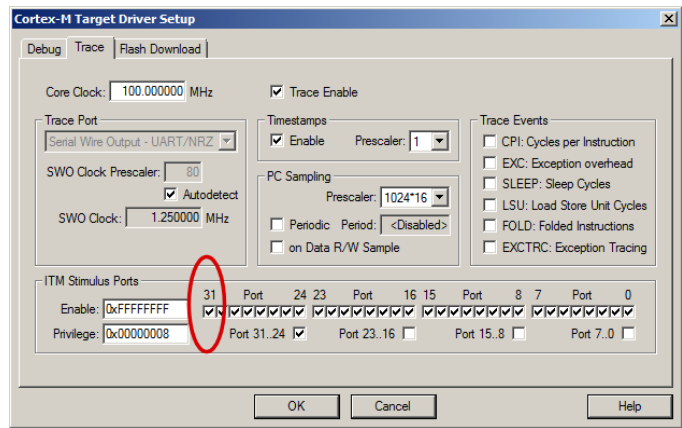 Cortex-M Target Driver Setup
Debug Trace Flash Download
Core Clock: 100.000000 MHz Trace Enable
Trace Port Timestamps Trace Events
Serial Wire Output - UART/NRZ Enable Prescaler: 1 CPI: Cycles per Instruction
EXC: Exception overhead
SWO Clock Prescaler: 80 PC Sampling SLEEP: Sleep Cycles
Autodetect Prescaler: 1024*16 LSU: Load Store Unit Cycles
SWO Clock: 1.250000 MHz Periodic Period: <Disabled> FOLD: Folded Instructions
on Data R/W Sample EXCTRC: Exception Tracing
ITM Stimulus Ports
31 Port 24 23 Port 16 15 Port 8 7 Port 0
Enable: 0xFFFFFFFF
Privilege: 0x00000008 Port 31..24 Port 23..16 Port 15..8 Port 7..0
OK Cancel Help